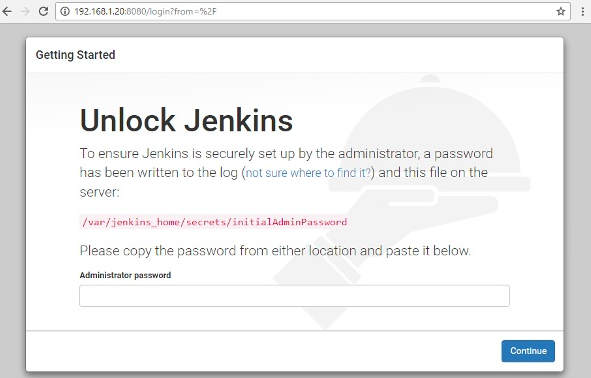 192.168.1.20:8080/login?from=%2F
Getting Started
Unlock Jenkins
To ensure Jenkins is securely set up by the administrator, a password
has been written to the log (not sure where to find it?) and this file on the
server:
/var/jenkins_home/secrets/initialAdminPassword
Please copy the password from either location and paste it below.
Administrator password
Continue